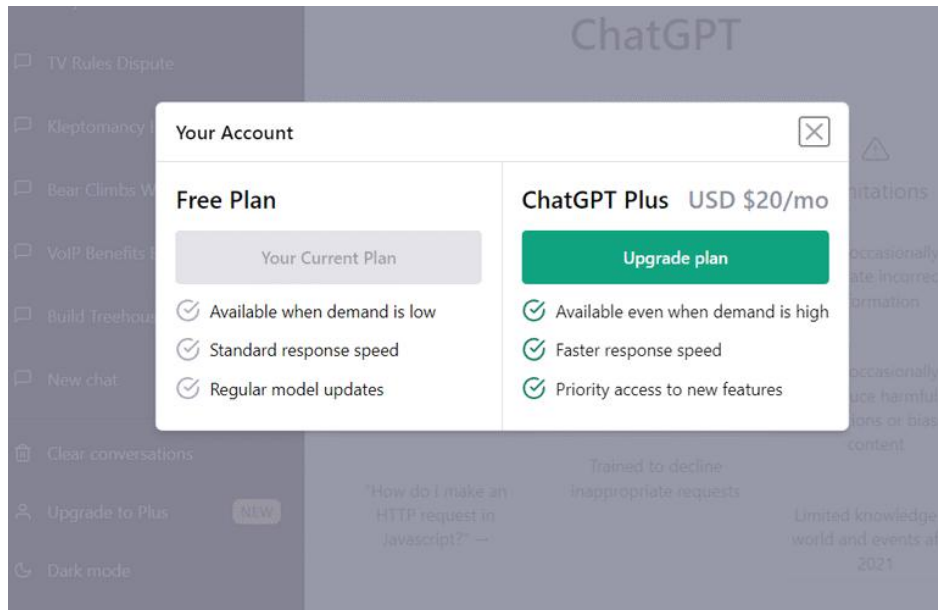 ChatGPT
TV Rules Dispute
Kleptomancy
Bear Climbs W
VoIP Benefits
Build Treehous
New chat
Clear conversations
Upgrade to Plus
NEW
Dark mode
Your Account
Free Plan
Your Current Plan
Available when demand is low
Standard response speed
Regular model updates
ChatGPT Plus USD $20/mo
Upgrade plan
Available even when demand is high
Faster response speed
Priority access to new features
"How do I make an
HTTP request in
Javascript?" →
Trained to decline
inappropriate requests
itations
occasionally
ate incorrec
ormation
occasionally
uce harmful
ions or bias
content
Limited knowledge
world and events af
2021